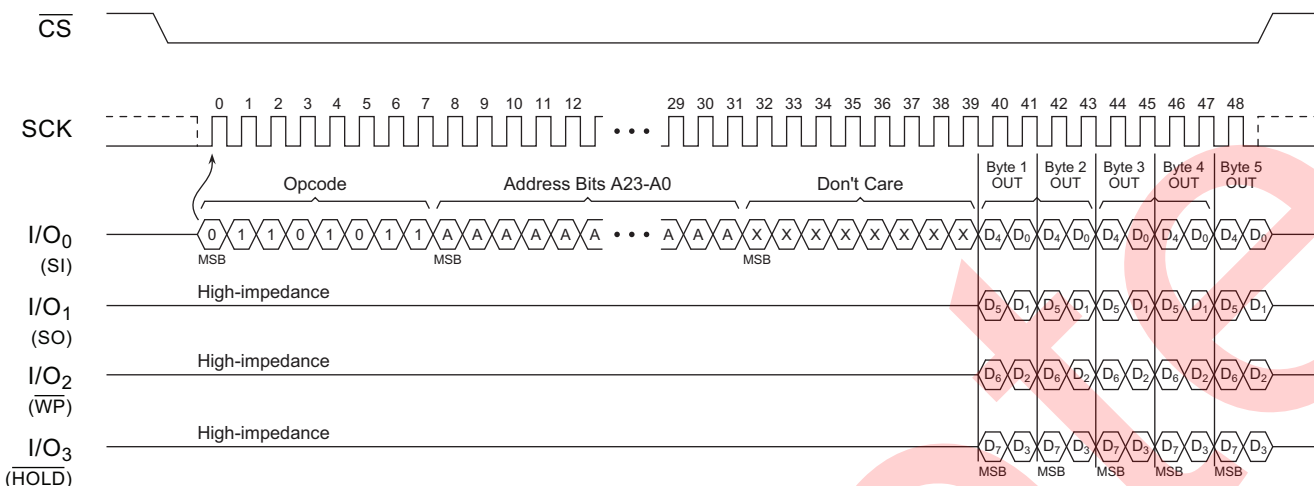 CS
SCK
0 1 2 3 4 5 6 7 8 9 10 11 12 29 30 31 32 33 34 35 36 37 38 39 40 41 42 43 44 45 46 47 48
• • •
Byte 1 OUT
Byte 2 OUT
Byte 3 OUT
Byte 4 OUT
Byte 5 OUT
Opcode
Address Bits A23-A0
Don't Care
I/O0
(SI)
0 1 1 0 1 0 1 1 A A A A A A • • • A A A X X X X X X X X D4 D0 D4 D0 D4 D0 D4 D0 D4 D0
MSB MSB MSB
I/O1
(SO)
High-impedance
D5 D1 D5 D1 D5 D1 D5 D1 D5 D1
I/O2
(WP)
High-impedance
D6 D2 D6 D2 D6 D2 D6 D2 D6 D2
I/O3
(HOLD)
High-impedance
D7 D3 D7 D3 D7 D3 D7 D3 D7 D3
MSB MSB MSB MSB MSB